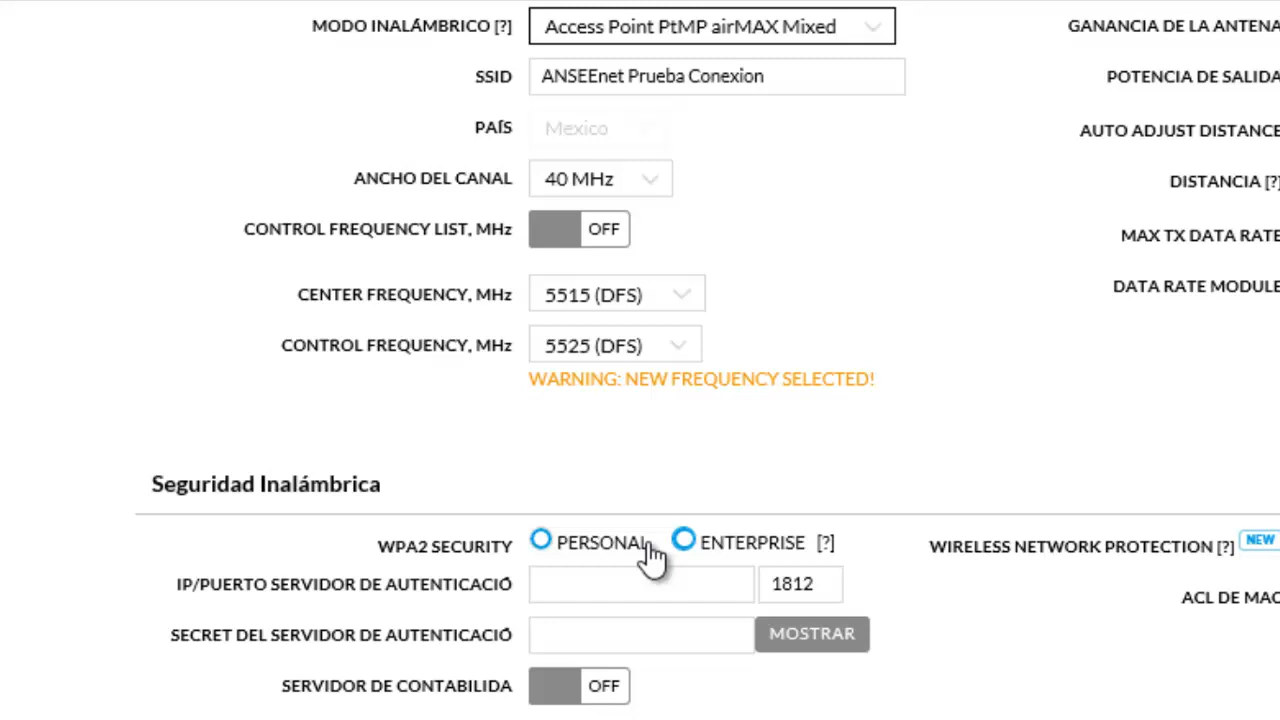 MODO INALÁMBRICO [?] Access Point PtMP airMAX Mixed GANANCIA DE LA ANTENA
SSID ANSEEnet Prueba Conexion POTENCIA DE SALIDA
PAÍS Mexico AUTO ADJUST DISTANCE
ANCHO DEL CANAL 40 MHz DISTANCIA [?]
CONTROL FREQUENCY LIST, MHz OFF MAX TX DATA RATE
DATA RATE MODULE
CENTER FREQUENCY, MHz 5515 (DFS)
CONTROL FREQUENCY, MHz 5525 (DFS)
WARNING: NEW FREQUENCY SELECTED!
Seguridad Inalámbrica
WPA2 SECURITY PERSONAL ENTERPRISE [?] WIRELESS NETWORK PROTECTION [?] NEW
IP/PUERTO SERVIDOR DE AUTENTICACIÓ 1812 ACL DE MAC
SECRET DEL SERVIDOR DE AUTENTICACIÓ MOSTRAR
SERVIDOR DE CONTABILIDA OFF